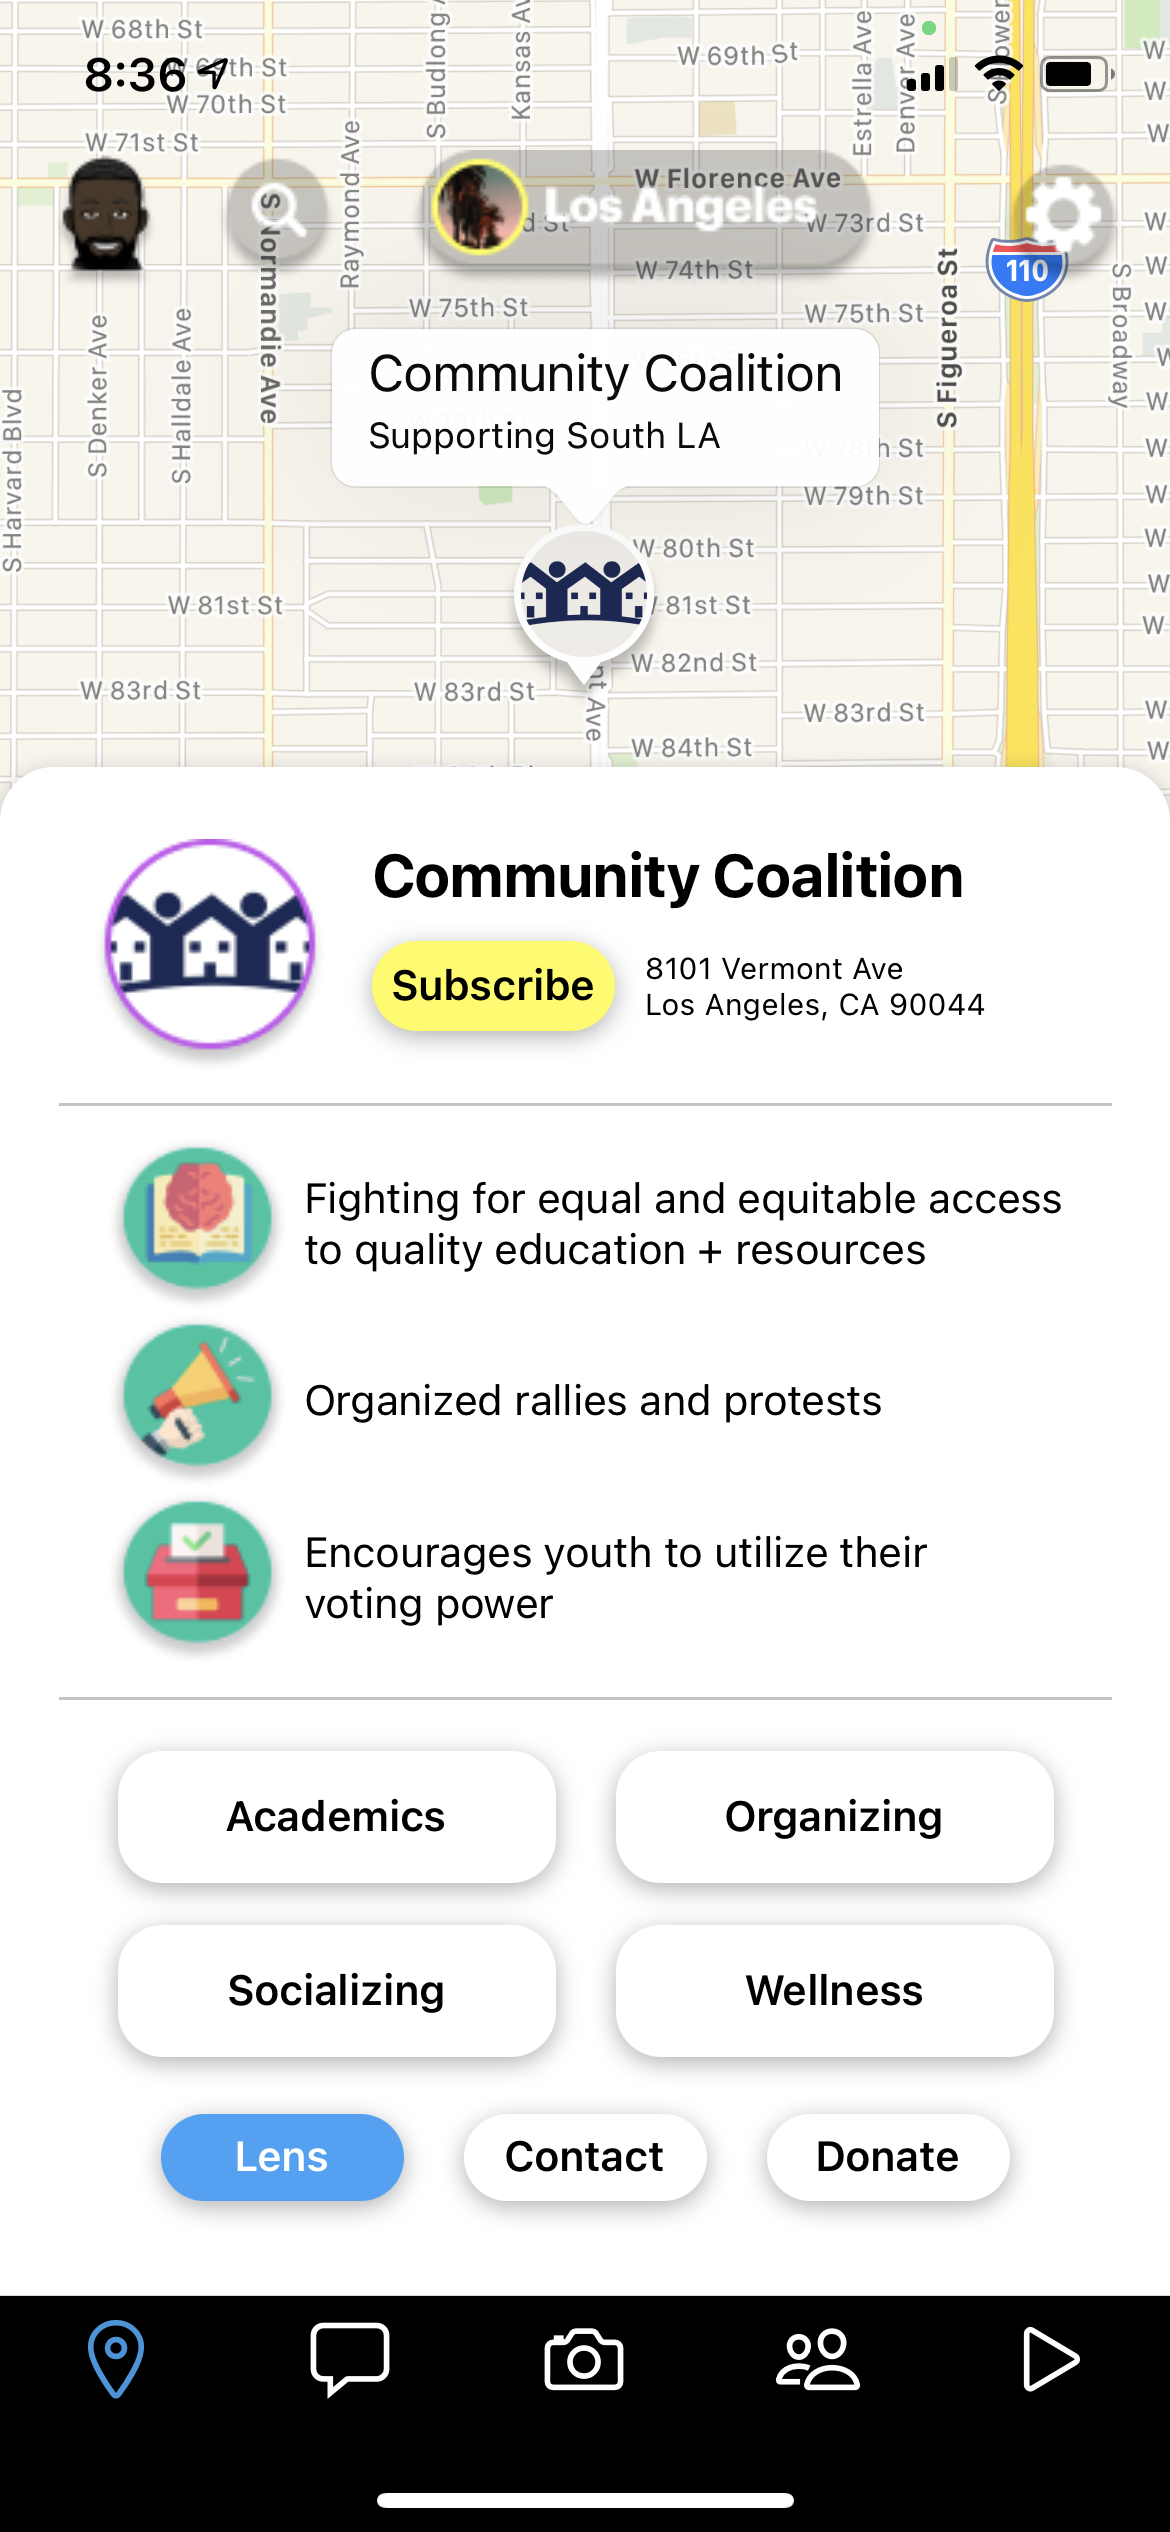 W 68th St
S Budlong
Kansas Av
W 69th St
Estrella Ave
Denver Ave
8:36
W 69th St
W 70th St
W 71st St
Raymond Ave
W Florence Ave
Los Angeles
W 73rd St
S Normandie Ave
W 74th St
110
W 75th St
W 75th St
S Figueroa St
S Broadway
S Denker Ave
S Halldale Ave
S Harvard Blvd
Community Coalition
Supporting South LA
W 78th St
W 79th St
W 80th St
W 81st St
W 81st St
W 82nd St
W 83rd St
W 83rd St
W 83rd St
nt Ave
W 84th St
Community Coalition
Subscribe
8101 Vermont Ave
Los Angeles, CA 90044
Fighting for equal and equitable access
to quality education + resources
Organized rallies and protests
Encourages youth to utilize their
voting power
Academics
Organizing
Socializing
Wellness
Lens
Contact
Donate